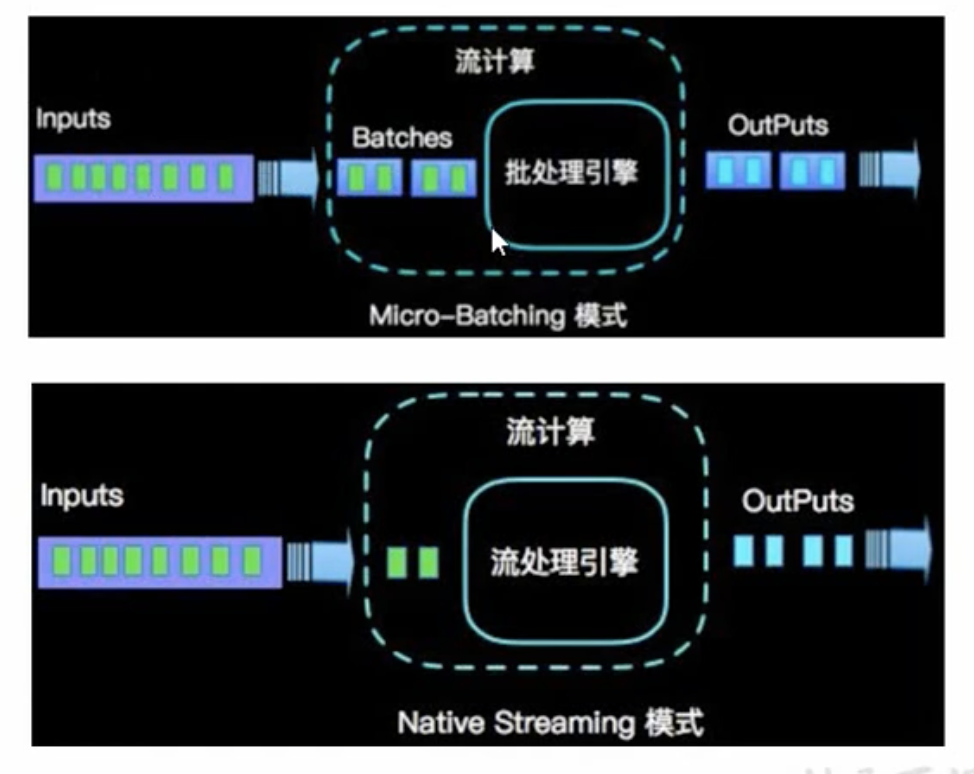 流计算
Inputs
Batches
OutPuts
批处理引擎
Micro-Batching 模式
流计算
Inputs
OutPuts
流处理引擎
Native Streaming 模式